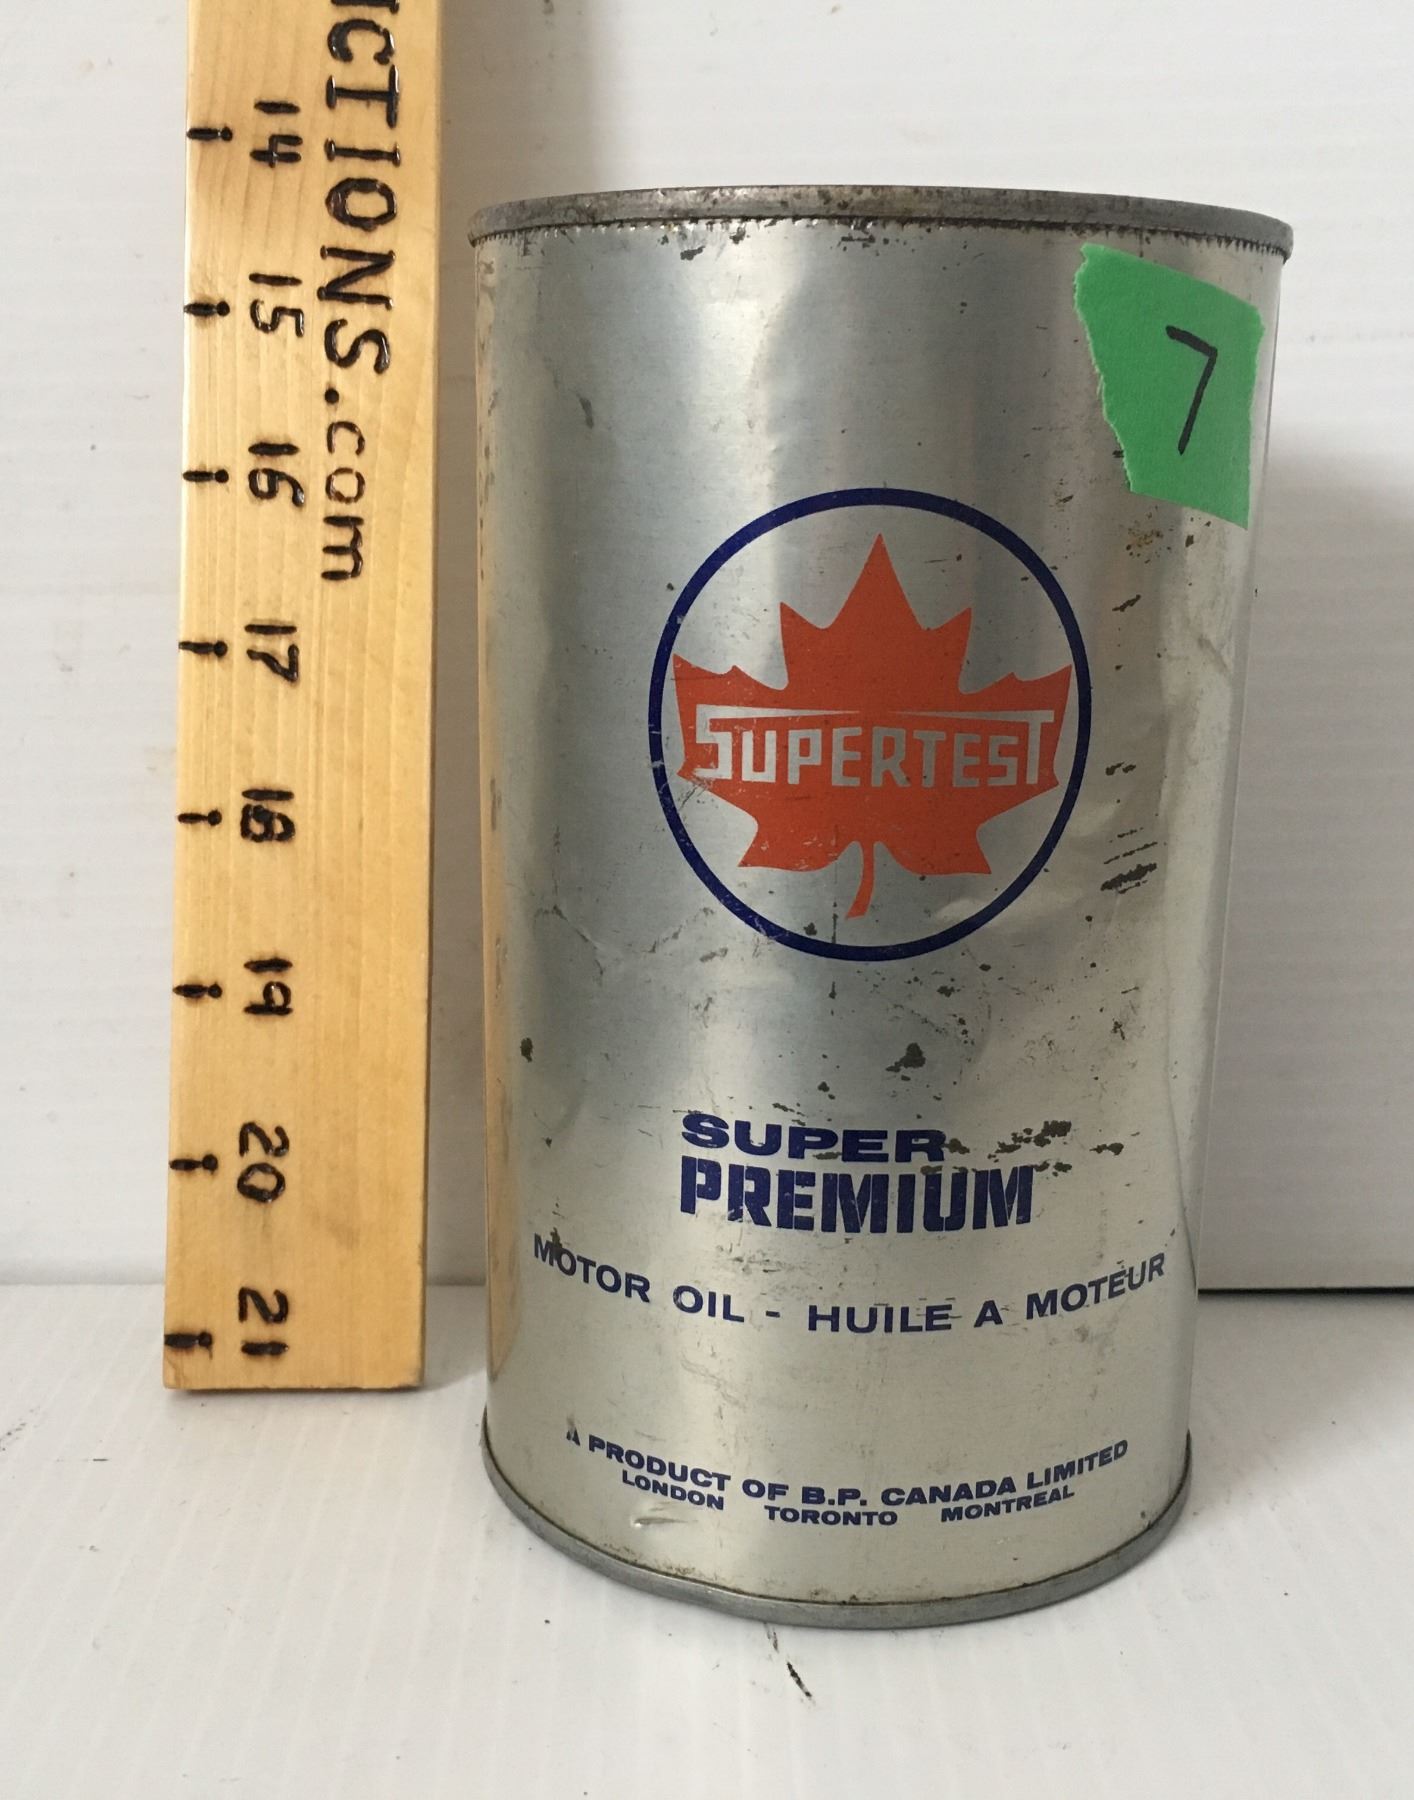 CTIONS.com
14
15
16
17
18
19
20
21
7
SUPERTEST
SUPER
PREMIUM
MOTOR OIL - HUILE A MOTEUR
A PRODUCT OF B.P. CANADA LIMITED
LONDON TORONTO MONTREAL